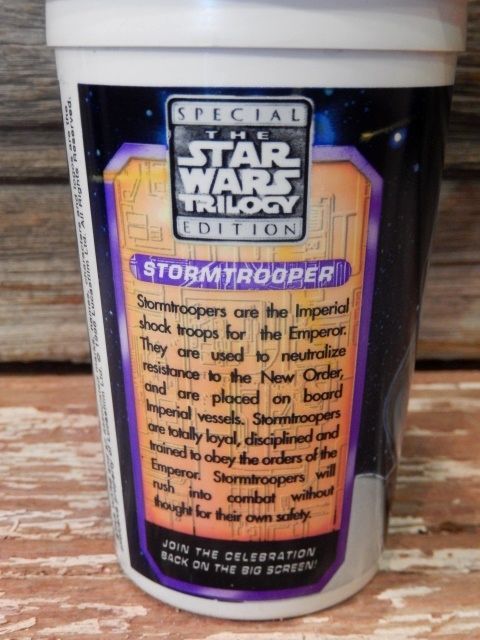 SPECIAL
THE
STAR
WARS
TRILOGY
EDITION
STORMTROOPER
Stormtroopers are the Imperial
shock troops for the Emperor.
They are used to neutralize
resistance to the New Order,
and are placed on board
Imperial vessels. Stormtroopers
are totally loyal, disciplined and
trained to obey the orders of the
Emperor. Stormtroopers will
rush into combat without
thought for their own safety.
JOIN THE CELEBRATION
BACK ON THE BIG SCREEN!
All Rights Reserved.